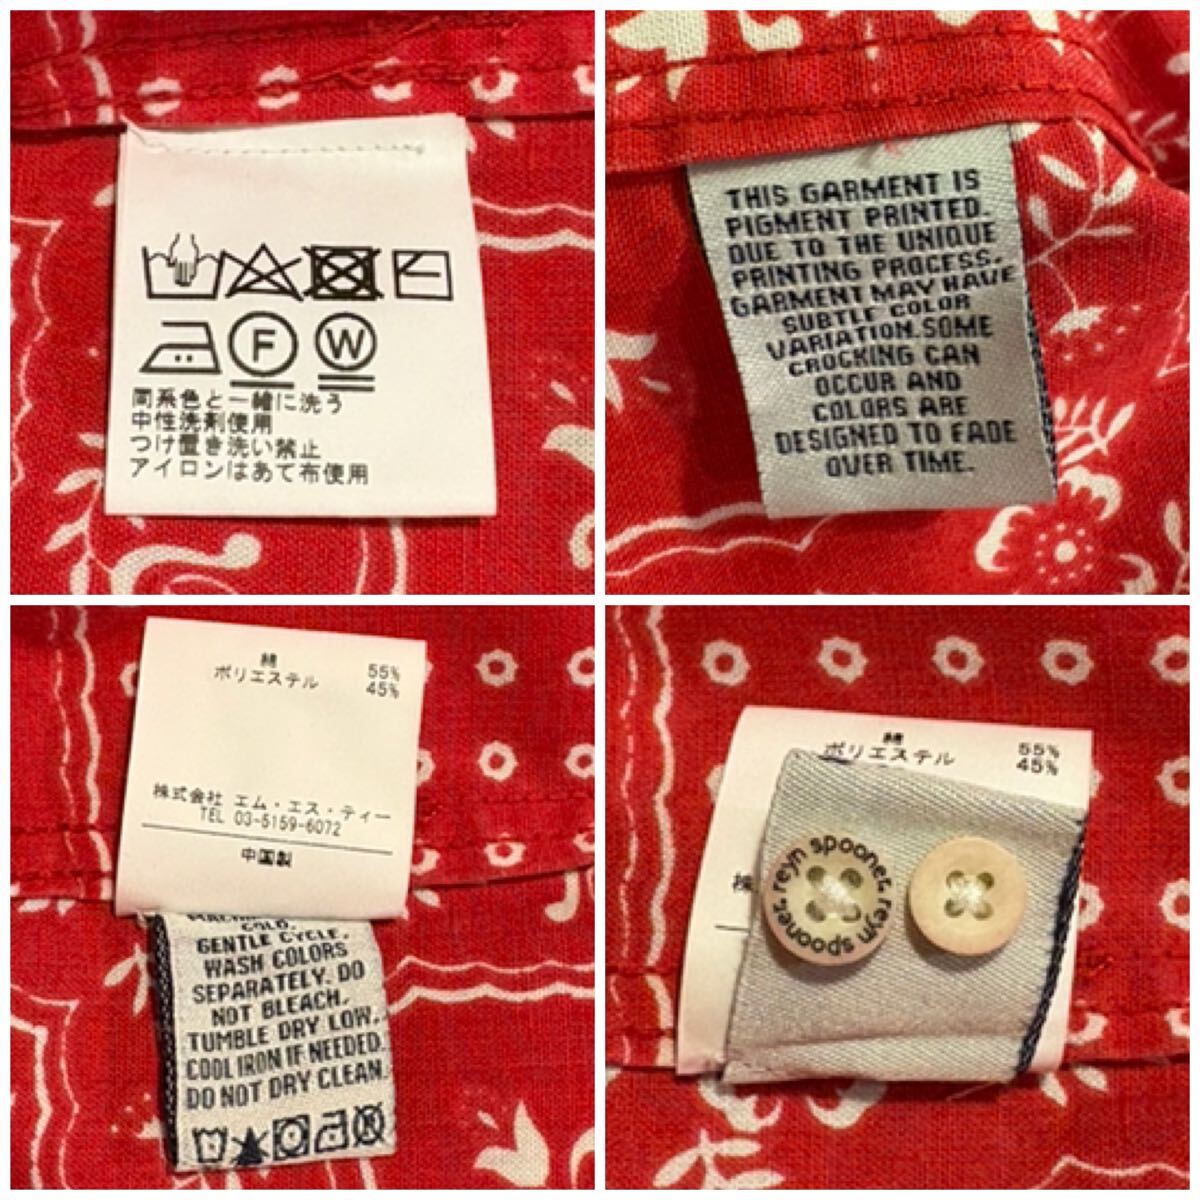 F
W
同系色と一緒に洗う
中性洗剤使用
つけ置き洗い禁止
アイロンはあて布使用
THIS GARMENT IS
PIGMENT PRINTED.
DUE TO THE UNIQUE
PRINTING PROCESS.
GARMENT MAY HAVE
SUBTLE COLOR
VARIATION. SOME
CROCKING CAN
OCCUR AND
COLORS ARE
DESIGNED TO FADE
OVER TIME.
綿 55%
ポリエステル 45%
株式会社 エム・エス・ティー
TEL 03-5159-6072
中国製
COLD.
GENTLE CYCLE.
WASH COLORS
SEPARATELY. DO
NOT BLEACH.
TUMBLE DRY LOW.
COOL IRON IF NEEDED.
DO NOT DRY CLEAN.
綿 55%
ポリエステル 45%
株
reyn spooner. reyn spooner.